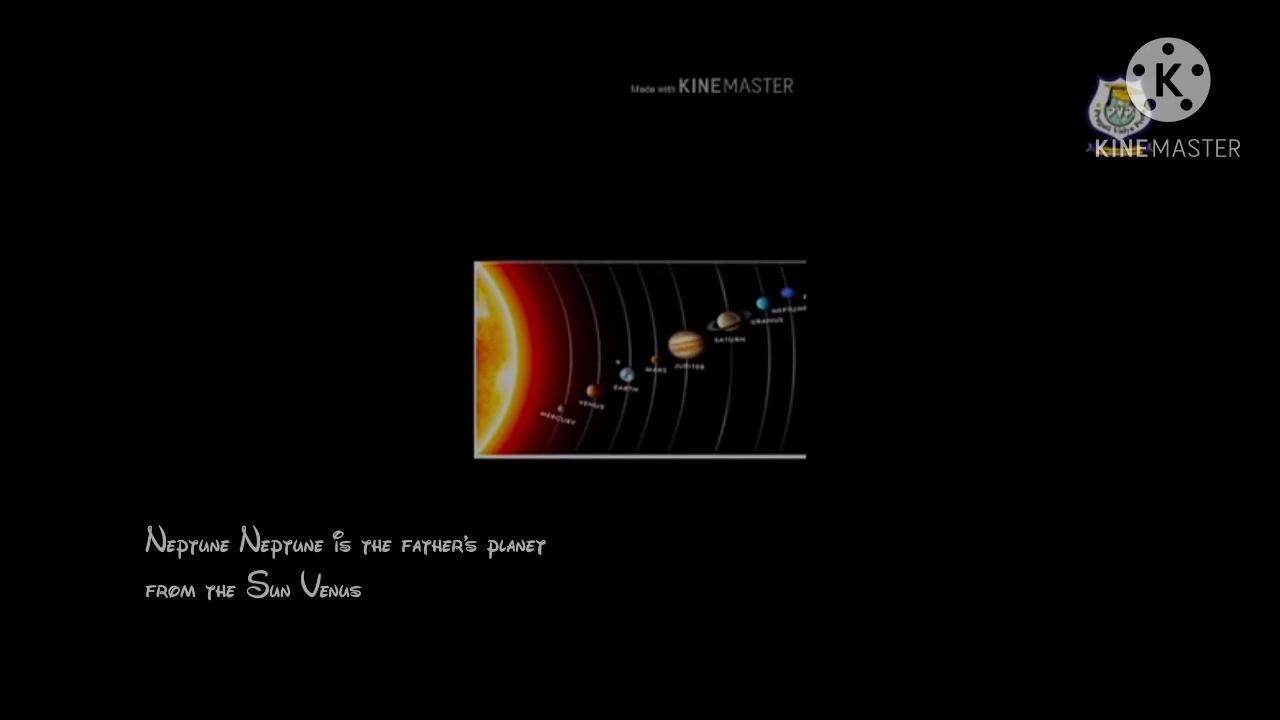 Made with KINEMASTER
K
KINEMASTER
PVP
MERCURY
VENUS
EARTH
MARS
JUPITER
SATURN
URANUS
NEPTUNE
Neptune Neptune is the father's planet
from the Sun Venus